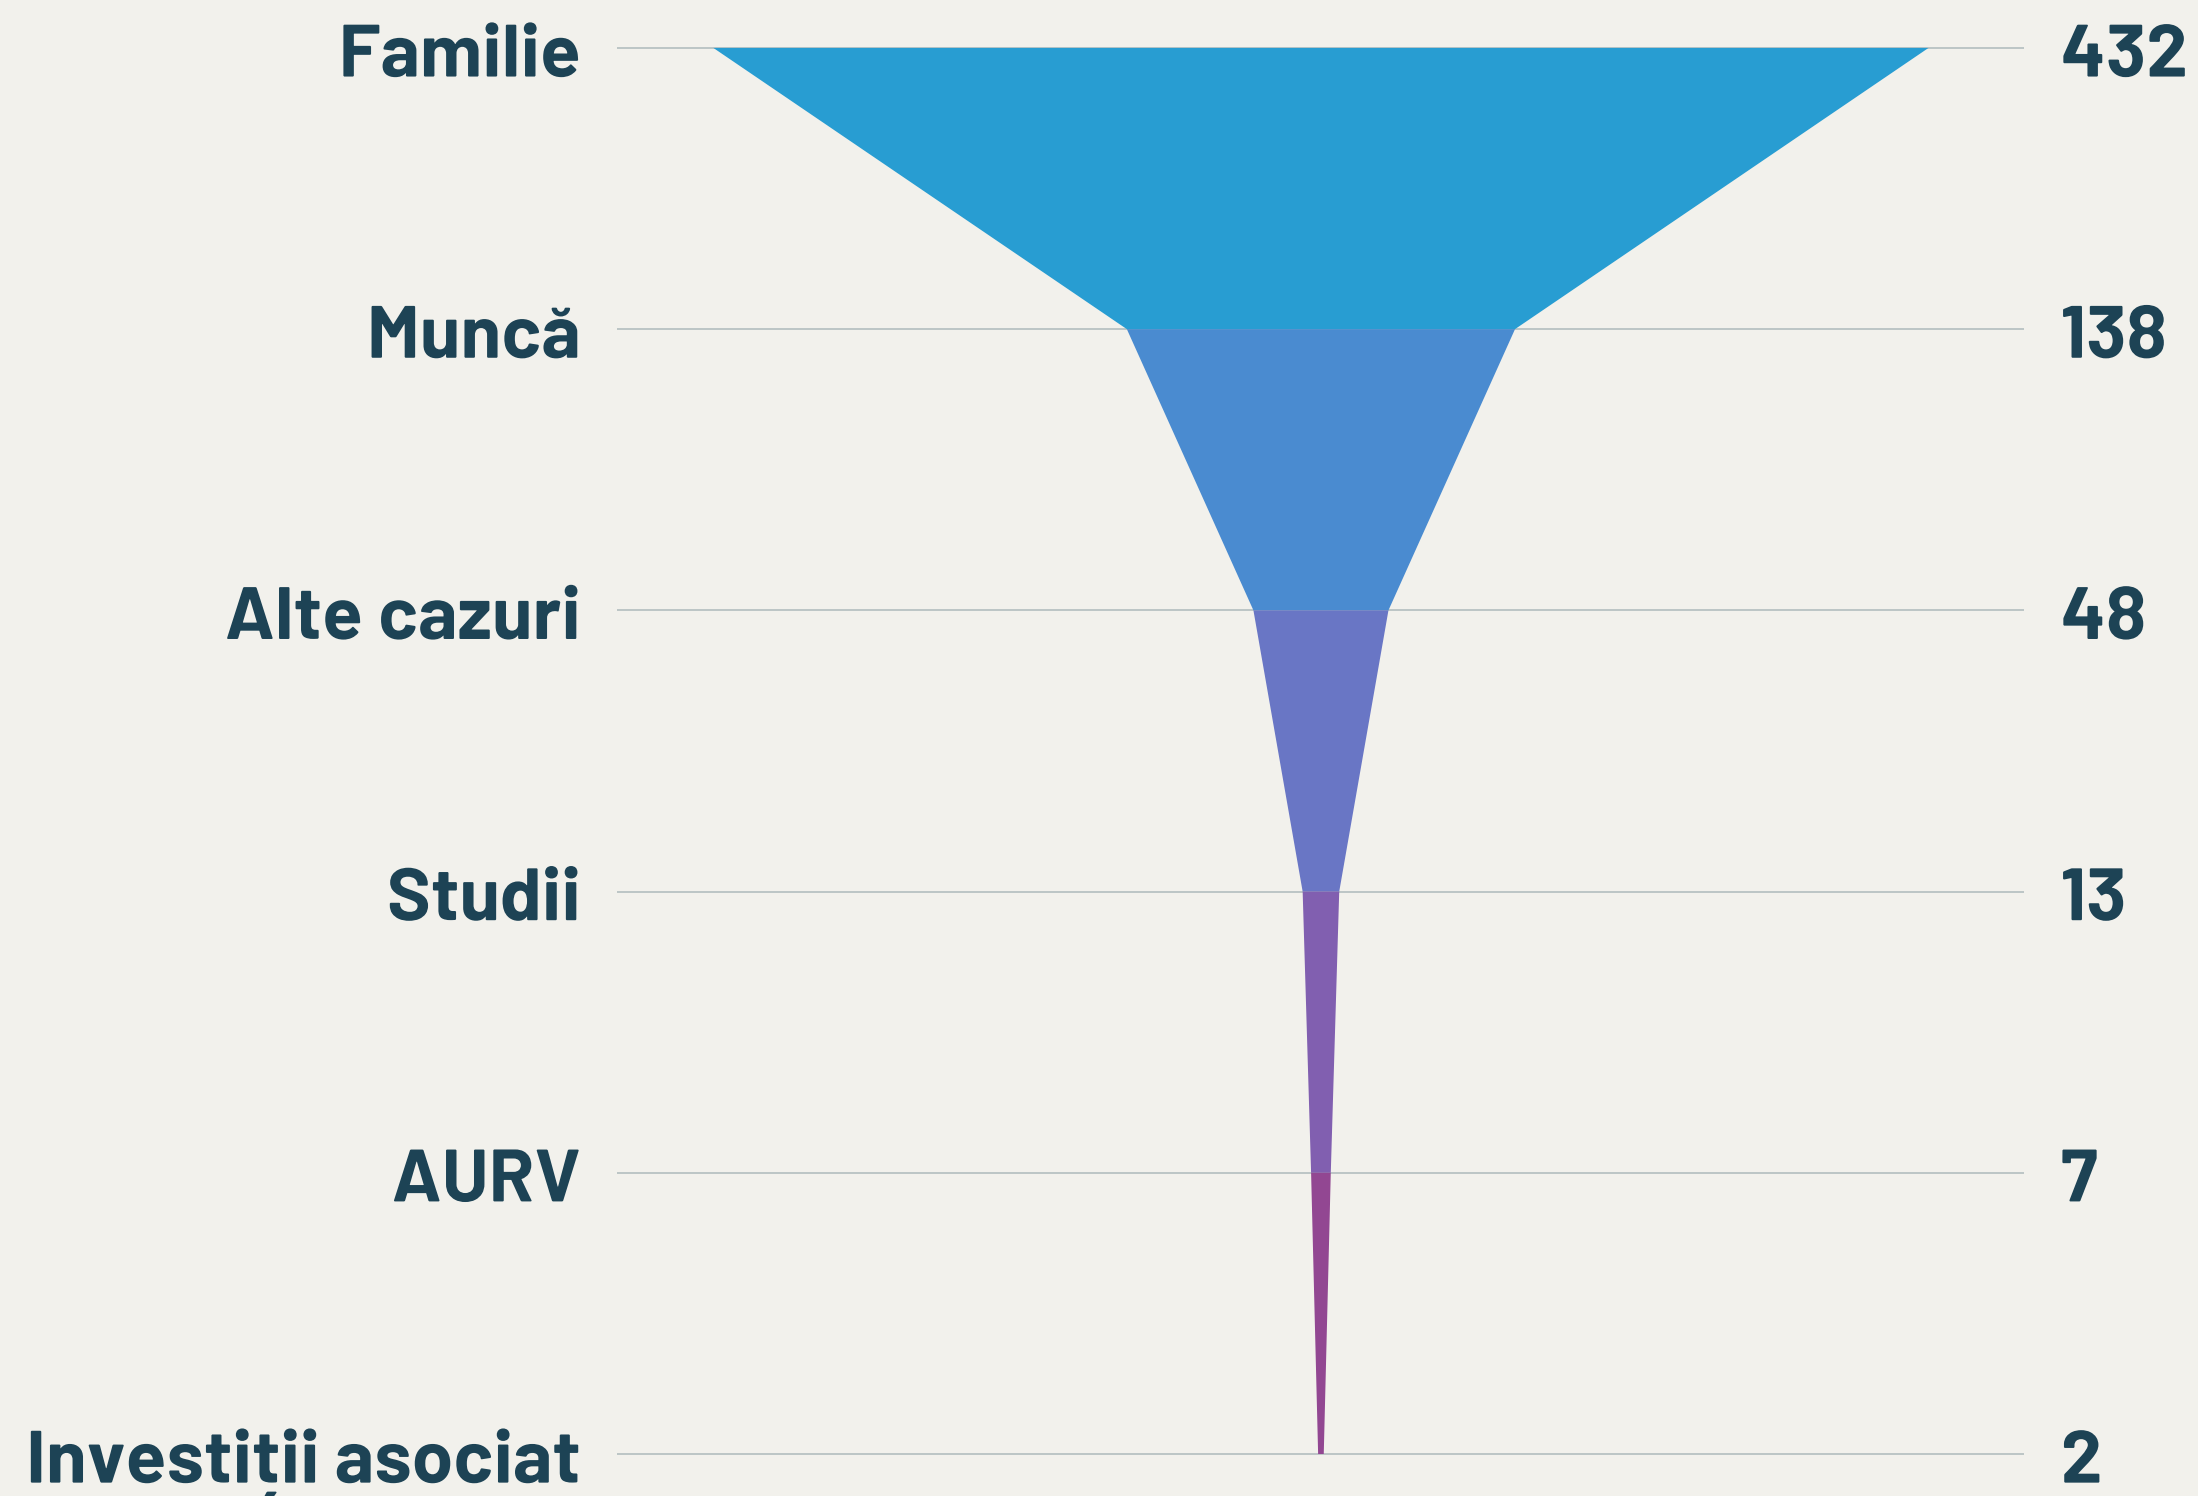 Familie 432
Muncă 138
Alte cazuri 48
Studii 13
AURV 7
Investiții asociat 2